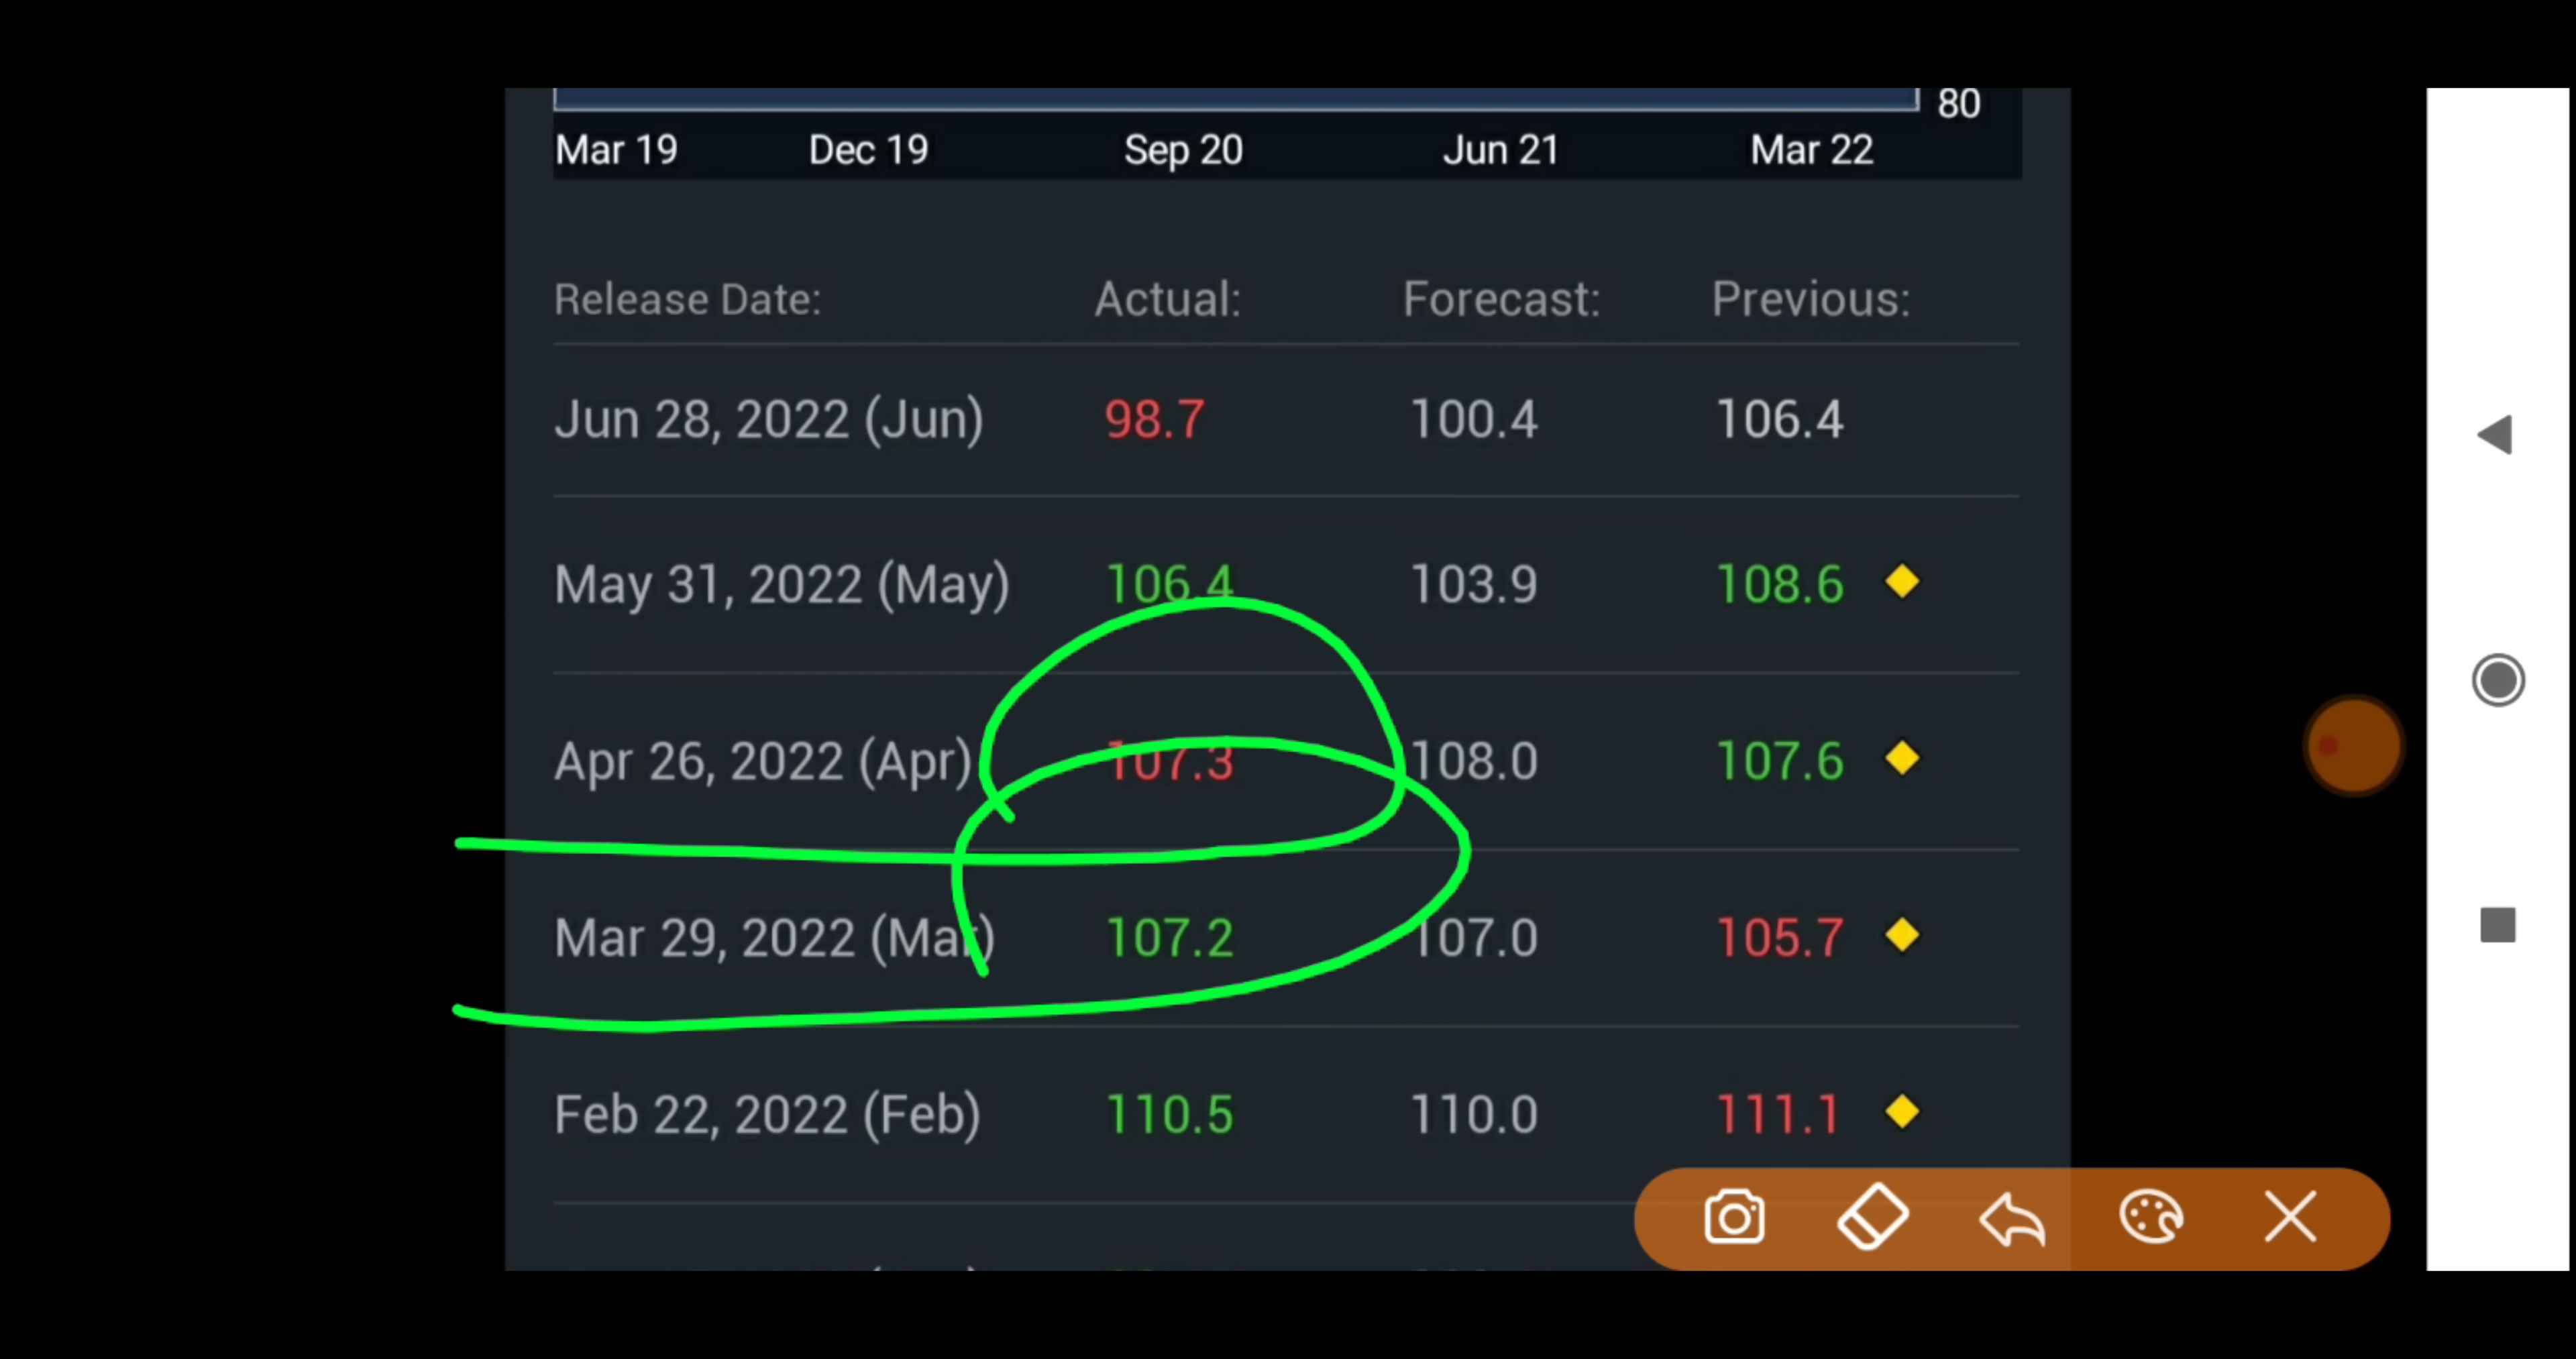 80
Mar 19 Dec 19 Sep 20 Jun 21 Mar 22
Release Date: Actual: Forecast: Previous:
Jun 28, 2022 (Jun) 98.7 100.4 106.4
May 31, 2022 (May) 106.4 103.9 108.6
Apr 26, 2022 (Apr) 107.3 108.0 107.6
Mar 29, 2022 (Mar) 107.2 107.0 105.7
Feb 22, 2022 (Feb) 110.5 110.0 111.1